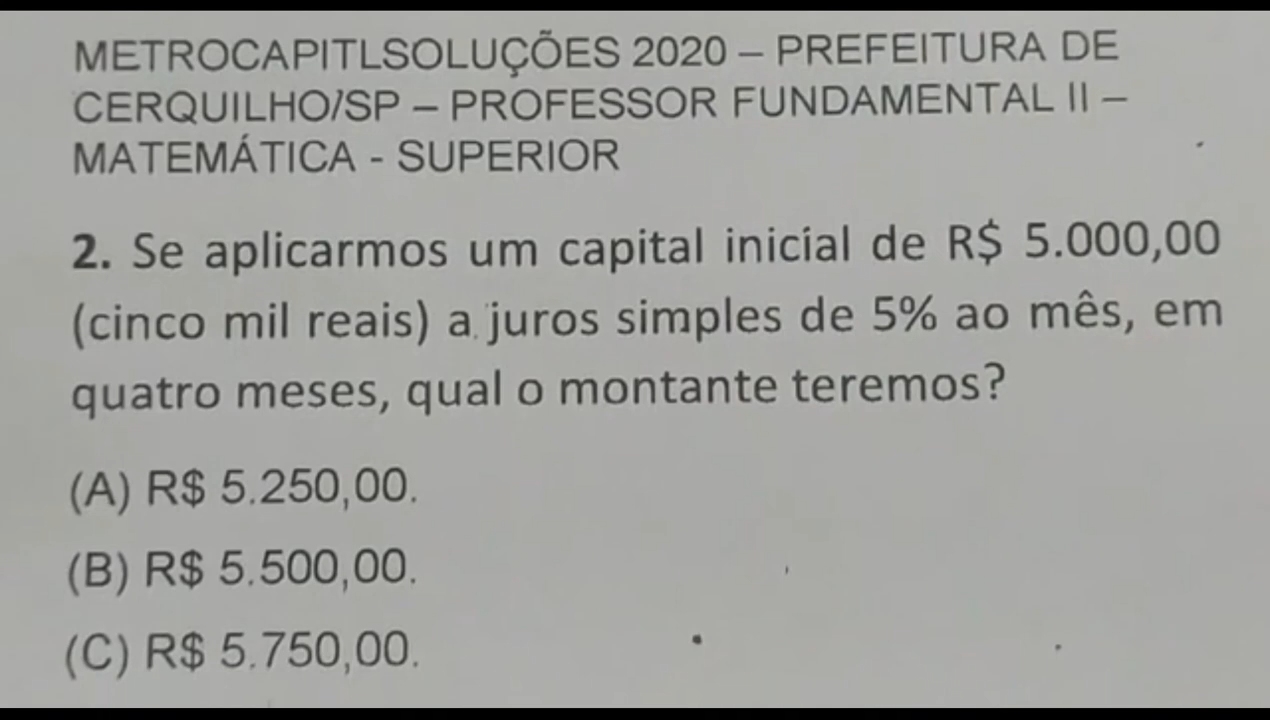 METROCAPITLSOLUÇÕES 2020 – PREFEITURA DE
CERQUILHO/SP – PROFESSOR FUNDAMENTAL II –
MATEMÁTICA - SUPERIOR
2. Se aplicarmos um capital inicial de R$ 5.000,00
(cinco mil reais) a juros simples de 5% ao mês, em
quatro meses, qual o montante teremos?
(A) R$ 5.250,00.
(B) R$ 5.500,00.
(C) R$ 5.750,00.